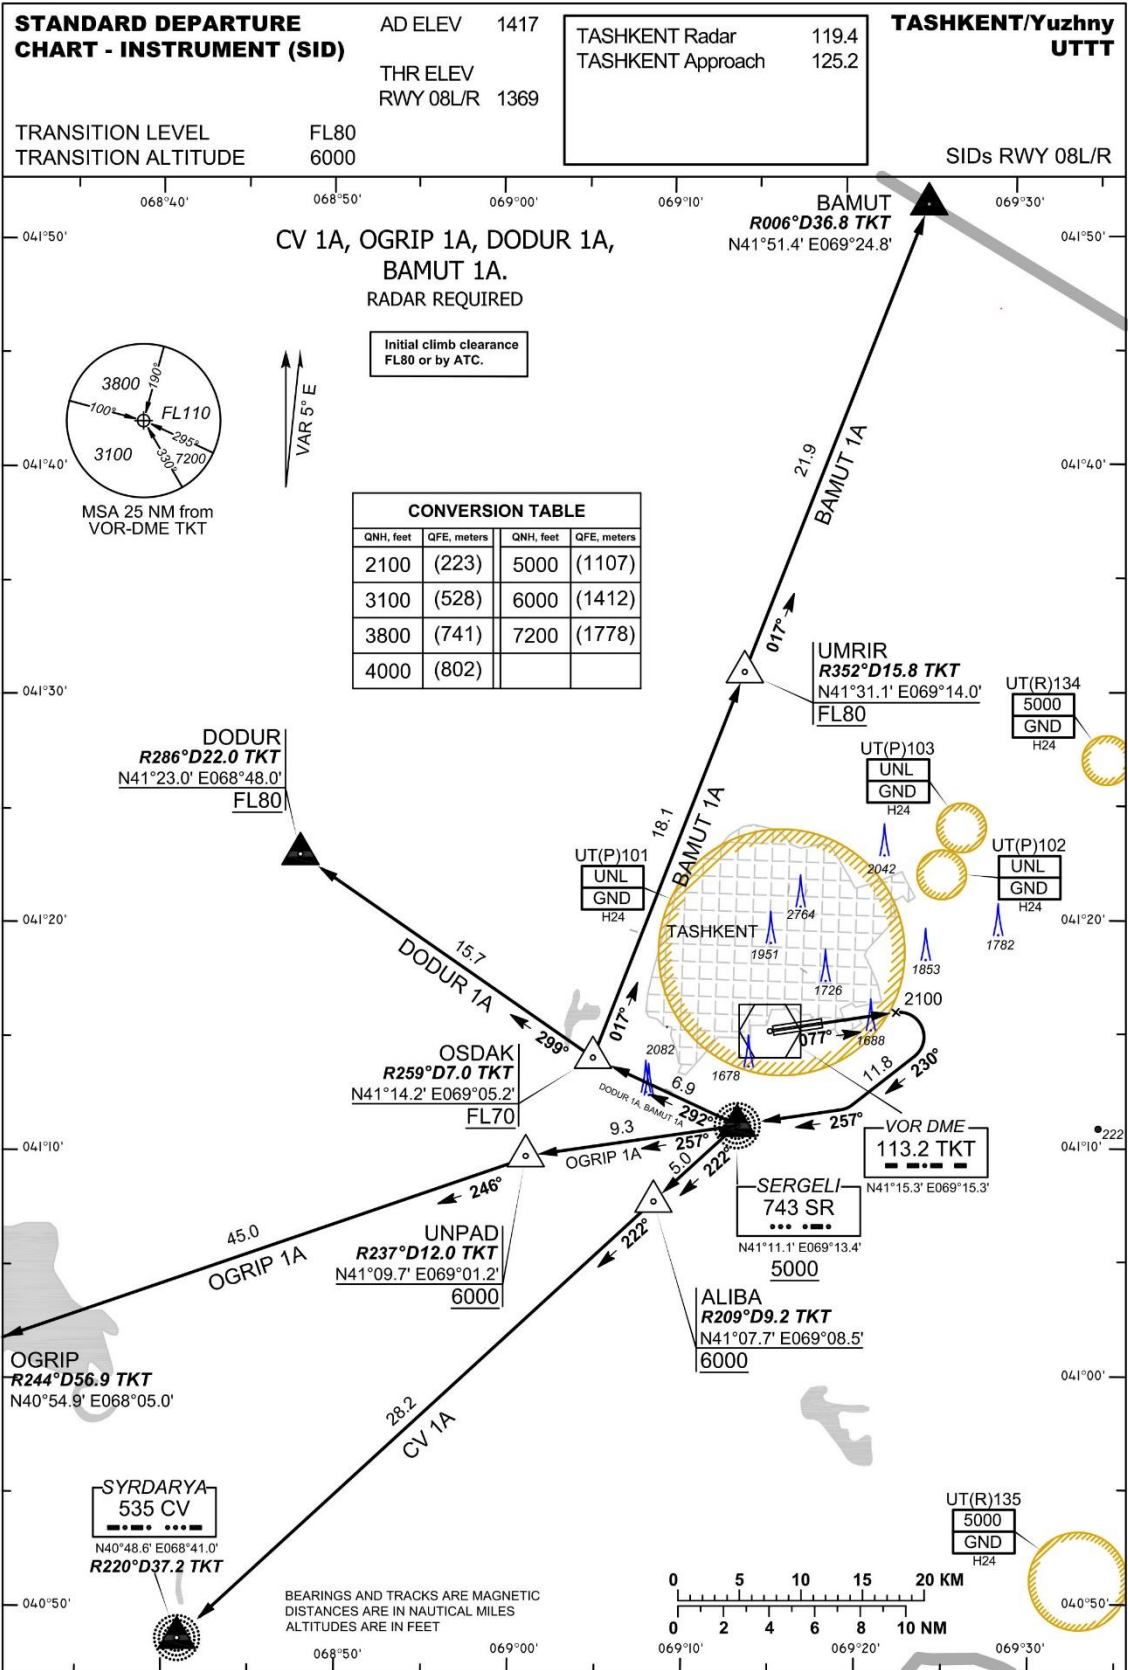 STANDARD DEPARTURE
CHART - INSTRUMENT (SID)
AD ELEV 1417
THR ELEV
RWY 08L/R 1369
TRANSITION LEVEL FL80
TRANSITION ALTITUDE 6000
TASHKENT Radar 119.4
TASHKENT Approach 125.2
TASHKENT/Yuzhny
UTTT
SIDs RWY 08L/R
068°40' 068°50' 069°00' 069°10' 069°20' 069°30'
041°50' 041°50'
CV 1A, OGRIP 1A, DODUR 1A,
BAMUT 1A.
RADAR REQUIRED
Initial climb clearance
FL80 or by ATC.
BAMUT
R006°D36.8 TKT
N41°51.4' E069°24.8'
3800
190°
100°
FL110
295°
3100
330°
7200
MSA 25 NM from
VOR-DME TKT
VAR 5° E
041°40' 041°40'
21.9
BAMUT 1A
017°
CONVERSION TABLE
QNH, feet QFE, meters QNH, feet QFE, meters
2100 (223) 5000 (1107)
3100 (528) 6000 (1412)
3800 (741) 7200 (1778)
4000 (802)
UMRIR
R352°D15.8 TKT
N41°31.1' E069°14.0'
FL80
041°30' 041°30'
UT(R)134
5000
GND
H24
DODUR
R286°D22.0 TKT
N41°23.0' E068°48.0'
FL80
UT(P)103
UNL
GND
H24
18.1
BAMUT 1A
017°
UT(P)101
UNL
GND
H24
UT(P)102
UNL
GND
H24
2042
2764
1951
1782
1853
1726
TASHKENT
041°20' 041°20'
15.7
DODUR 1A
299°
2100
077°
1688
1678
2082
11.8
230°
257°
OSDAK
R259°D7.0 TKT
N41°14.2' E069°05.2'
FL70
6.9
292°
DODUR 1A, BAMUT 1A
9.3
257°
OGRIP 1A
5.0
222°
VOR DME
113.2 TKT
N41°15.3' E069°15.3'
041°10' 041°10'
222
SERGELI
743 SR
N41°11.1' E069°13.4'
5000
246°
45.0
OGRIP 1A
UNPAD
R237°D12.0 TKT
N41°09.7' E069°01.2'
6000
222°
ALIBA
R209°D9.2 TKT
N41°07.7' E069°08.5'
6000
OGRIP
R244°D56.9 TKT
N40°54.9' E068°05.0'
041°00'
28.2
CV 1A
SYRDARYA
535 CV
N40°48.6' E068°41.0'
R220°D37.2 TKT
UT(R)135
5000
GND
H24
BEARINGS AND TRACKS ARE MAGNETIC
DISTANCES ARE IN NAUTICAL MILES
ALTITUDES ARE IN FEET
0 5 10 15 20 KM
0 2 4 6 8 10 NM
040°50' 040°50'
068°50' 069°00' 069°10' 069°20' 069°30'